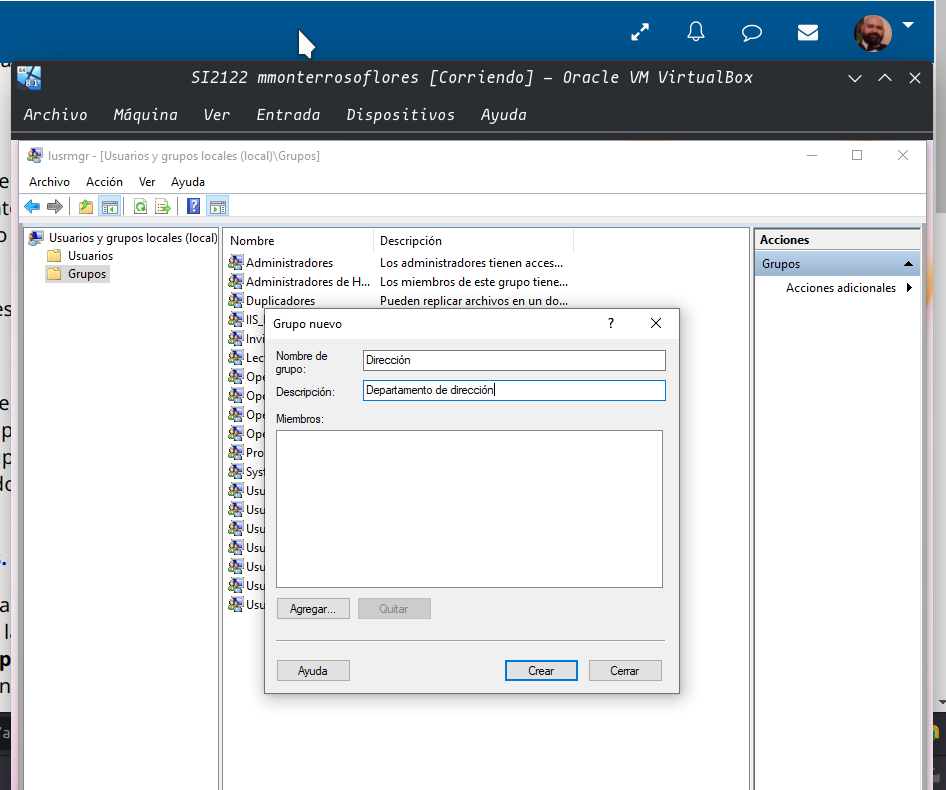 SI2122 mmonterrosoflores [Corriendo] – Oracle VM VirtualBox
Archivo Máquina Ver Entrada Dispositivos Ayuda
lusrmgr - [Usuarios y grupos locales (local)\Grupos]
Archivo Acción Ver Ayuda
Usuarios y grupos locales (local)
Usuarios
Grupos
Nombre Descripción
Administradores Los administradores tienen acces...
Administradores de H... Los miembros de este grupo tiene...
Duplicadores Pueden replicar archivos en un do...
IIS_
Invi
Lec
Ope
Ope
Ope
Ope
Pro
Syst
Usu
Usu
Usu
Usu
Usu
Usu
Usu
Grupo nuevo
Nombre de grupo: Dirección
Descripción: Departamento de dirección
Miembros:
Agregar... Quitar
Ayuda Crear Cerrar
Acciones
Grupos
Acciones adicionales